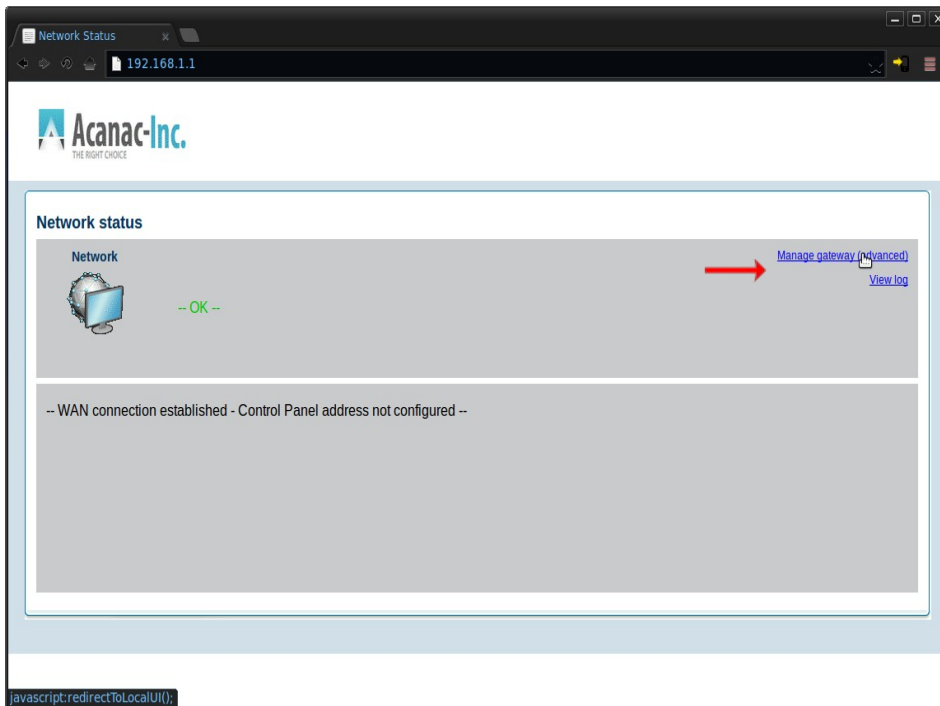 Network Status
192.168.1.1
Acanac-Inc.
THE RIGHT CHOICE
Network status
Network
Manage gateway (advanced)
View log
-- OK --
-- WAN connection established - Control Panel address not configured --
javascript:redirectToLocalUI();